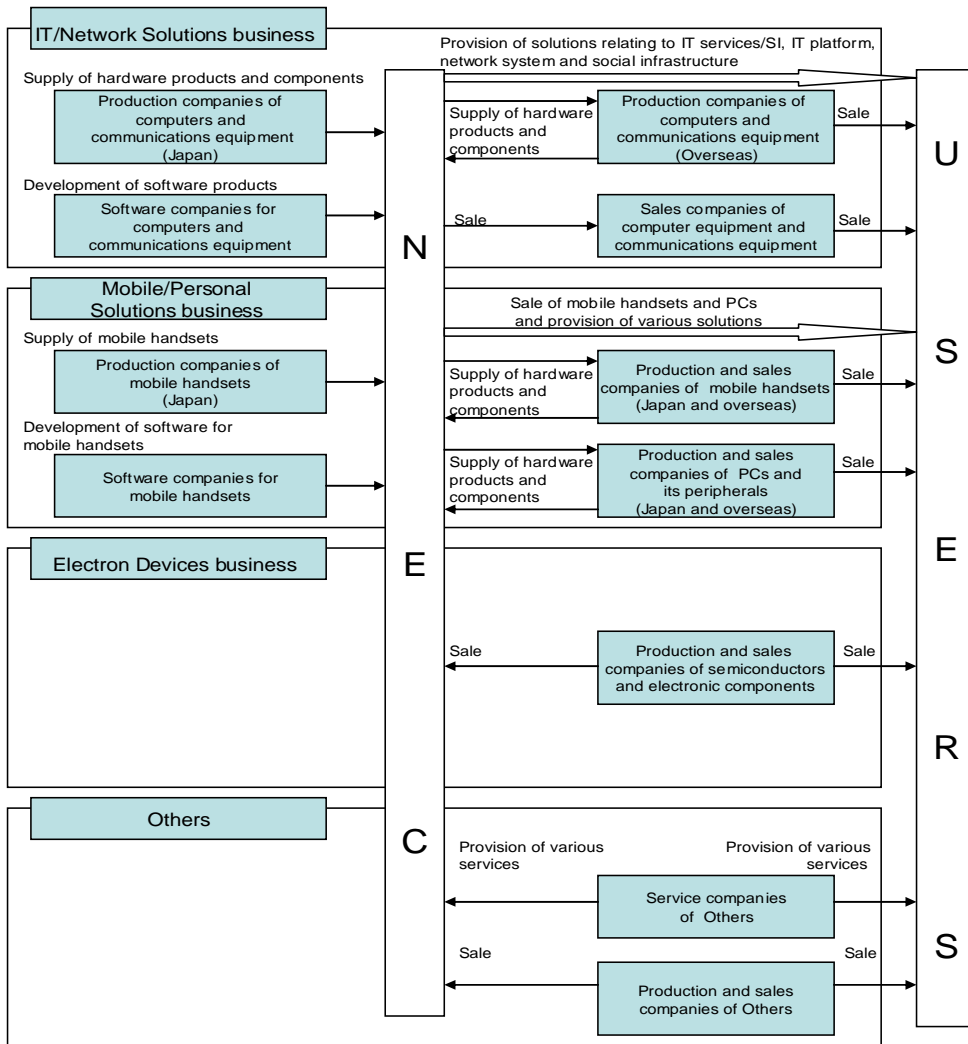 IT/Network Solutions business
Provision of solutions relating to IT services/SI, IT platform,
network system and social infrastructure
Supply of hardware products and components
Production companies of
computers and
communications equipment
(Japan)
Supply of hardware
products and
components
Production companies of
computers and
communications equipment
(Overseas)
Sale
Development of software products
Software companies for
computers and
communications equipment
Sale
Sales companies of
computer equipment and
communications equipment
Sale
Mobile/Personal
Solutions business
Sale of mobile handsets and PCs
and provision of various solutions
Supply of mobile handsets
Production companies of
mobile handsets
(Japan)
Supply of hardware
products and
components
Production and sales
companies of mobile handsets
(Japan and overseas)
Sale
Development of software for
mobile handsets
Software companies for
mobile handsets
Supply of hardware
products and
components
Production and sales
companies of PCs and
its peripherals
(Japan and overseas)
Sale
Electron Devices business
Sale
Production and sales
companies of semiconductors
and electronic components
Sale
Others
Provision of various
services
Service companies
of Others
Provision of various
services
Sale
Production and sales
companies of Others
Sale
N
E
C
U
S
E
R
S